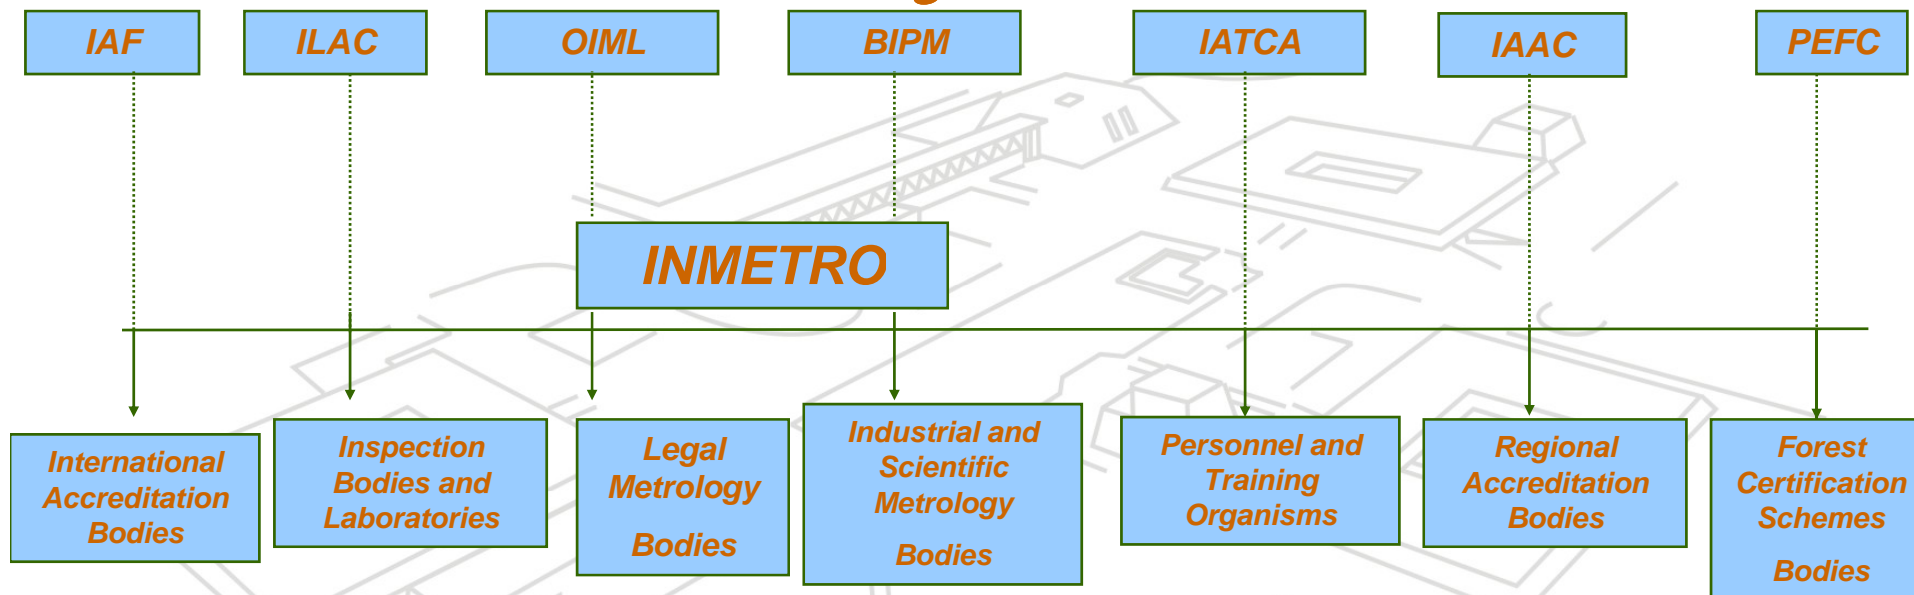 IAF
ILAC
OIML
BIPM
IATCA
IAAC
PEFC
INMETRO
International
Accreditation
Bodies
Inspection
Bodies and
Laboratories
Legal
Metrology
Bodies
Industrial and
Scientific
Metrology
Bodies
Personnel and
Training
Organisms
Regional
Accreditation
Bodies
Forest
Certification
Schemes
Bodies